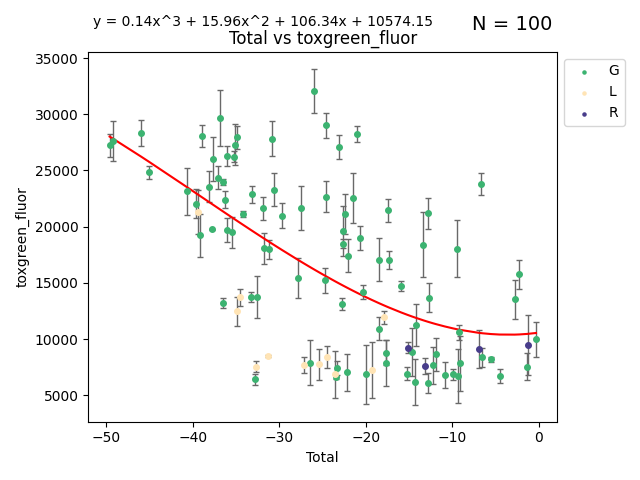 y = 0.14x^3 + 15.96x^2 + 106.34x + 10574.15
N = 100
Total vs toxgreen_fluor
35000
30000
25000
20000
15000
10000
5000
toxgreen_fluor
−50
−40
−30
−20
−10
0
Total
G
L
R